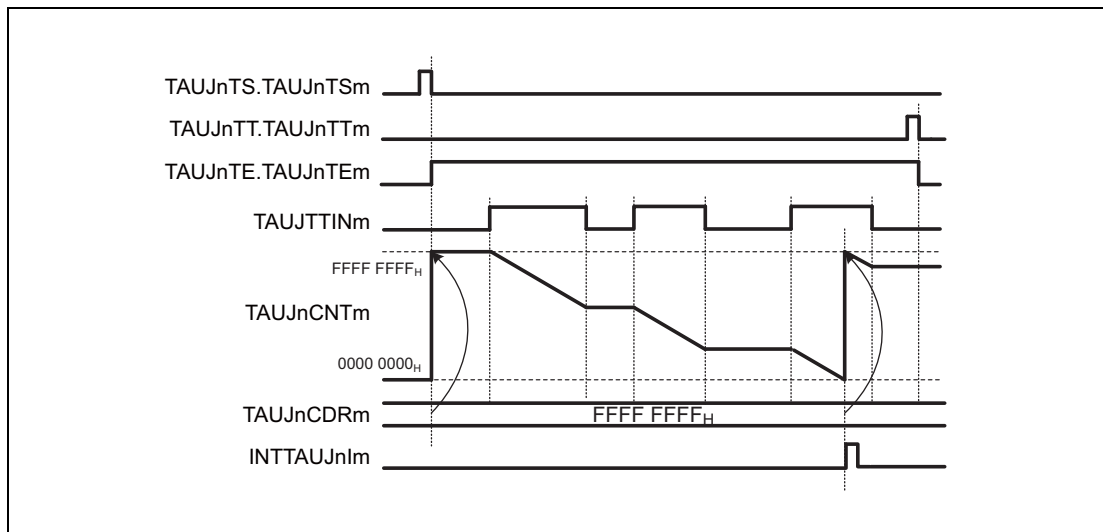 TAUJnTS.TAUJnTSm
TAUJnTT.TAUJnTTm
TAUJnTE.TAUJnTEm
TAUJTTINm
FFFF FFFFH
TAUJnCNTm
0000 0000H
TAUJnCDRm FFFF FFFFH
INTTAUJnIm